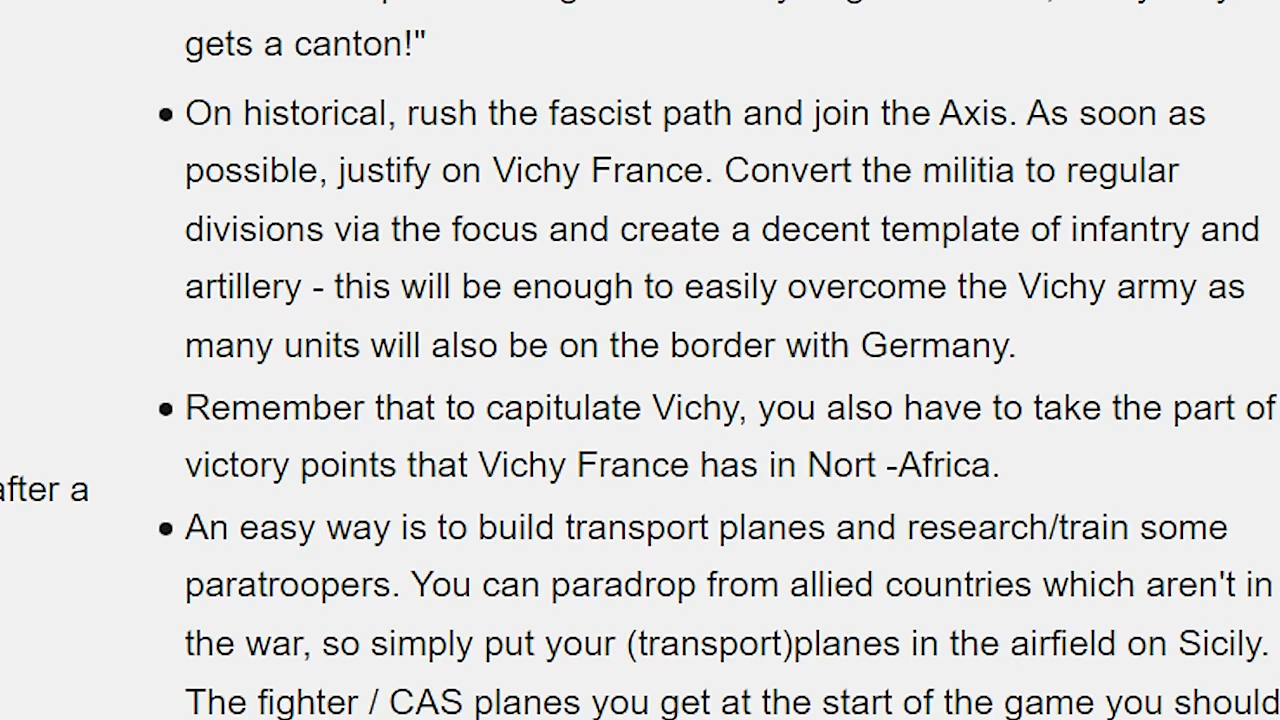 gets a canton!"
• On historical, rush the fascist path and join the Axis. As soon as
possible, justify on Vichy France. Convert the militia to regular
divisions via the focus and create a decent template of infantry and
artillery - this will be enough to easily overcome the Vichy army as
many units will also be on the border with Germany.
• Remember that to capitulate Vichy, you also have to take the part of
victory points that Vichy France has in Nort -Africa.
after a
• An easy way is to build transport planes and research/train some
paratroopers. You can paradrop from allied countries which aren't in
the war, so simply put your (transport)planes in the airfield on Sicily.
The fighter / CAS planes you get at the start of the game you should